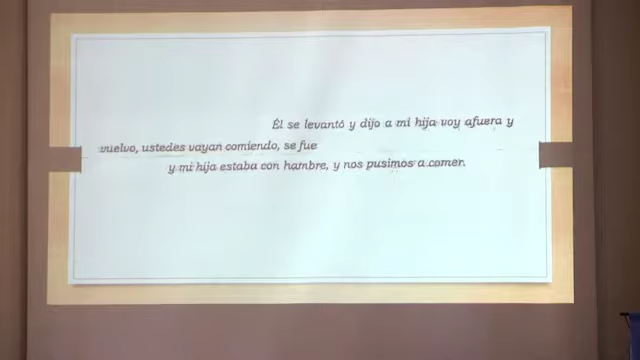 Él se levantó y dijo a mi hija voy afuera y
vuelvo, ustedes vayan comiendo, se fue
y mi hija estaba con hambre, y nos pusimos a comer.